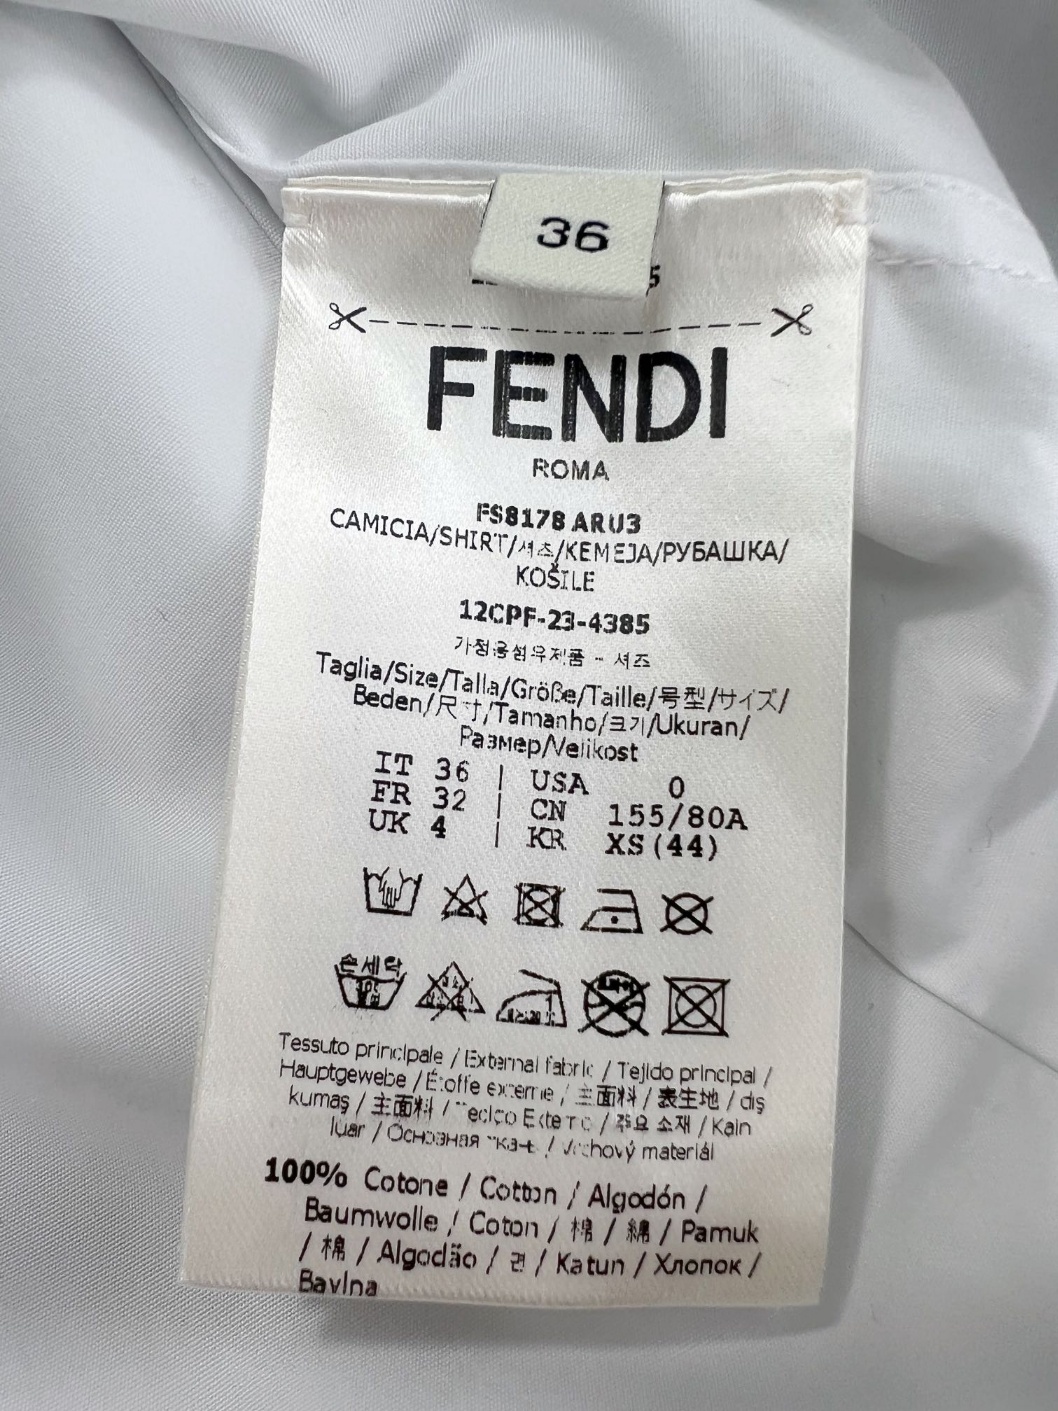 36
5
FENDI
ROMA
FS8178 ARU3
CAMICIA/SHIRT/셔츠/KEMEJA/РУБАШКА/
KOŠILE
12CPF-23-4385
가정용섬유제품 - 셔츠
Taglia/Size/Talla/Größe/Taille/号型/サイズ/
Beden/尺寸/Tamanho/크기/Ukuran/
Размер/Velikost
IT 36 | USA 0
FR 32 | CN 155/80A
UK 4 | KR XS(44)
손세탁
Tessuto principale / External fabric / Tejido principal /
Hauptgewebe / Étoffe externe / 主面料 / 表生地 / dış
kumaş / 主面料 / Tecido Externo / 주요 소재 / Kain
luar / Основная ткань / Vrchový materiál
100% Cotone / Cotton / Algodón /
Baumwolle / Coton / 棉 / 綿 / Pamuk
/ 棉 / Algodão / 면 / Katun / Хлопок /
Bavlna